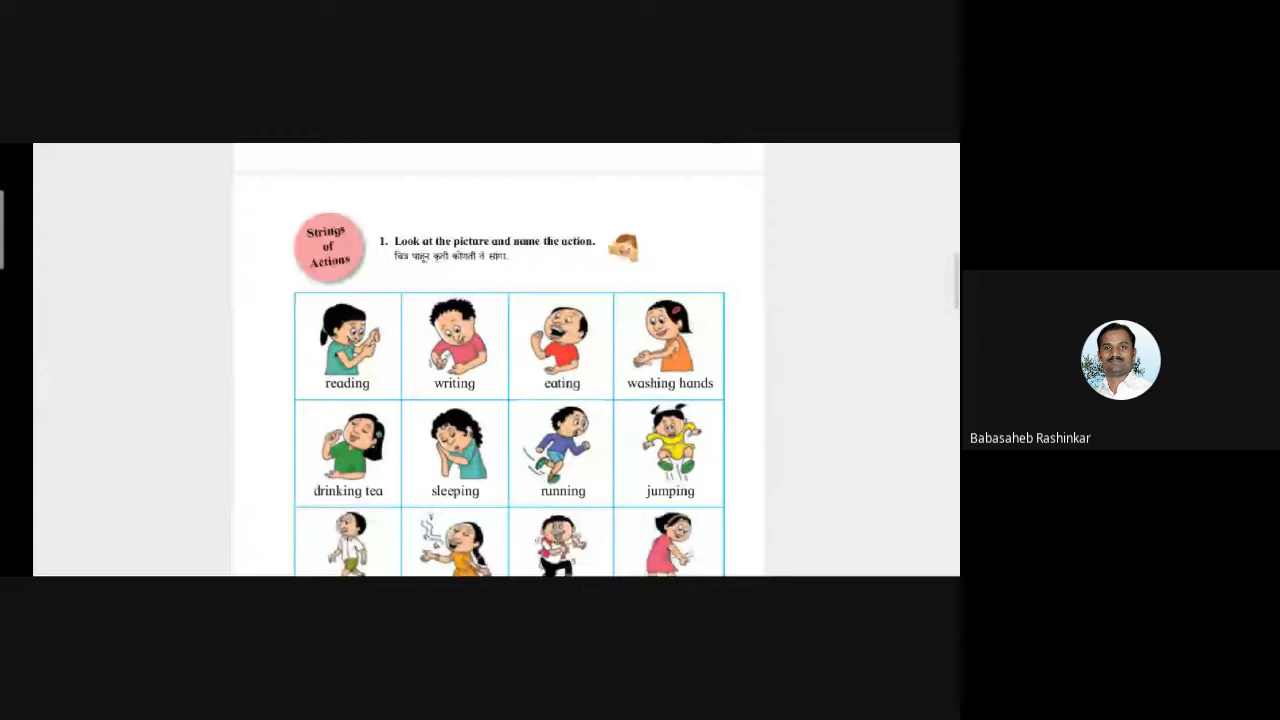 Strings
of
Actions
1. Look at the picture and name the action.
चित्र पाहून कृती कोणती ते सांगा.
reading writing eating washing hands
drinking tea sleeping running jumping
Babasaheb Rashinkar